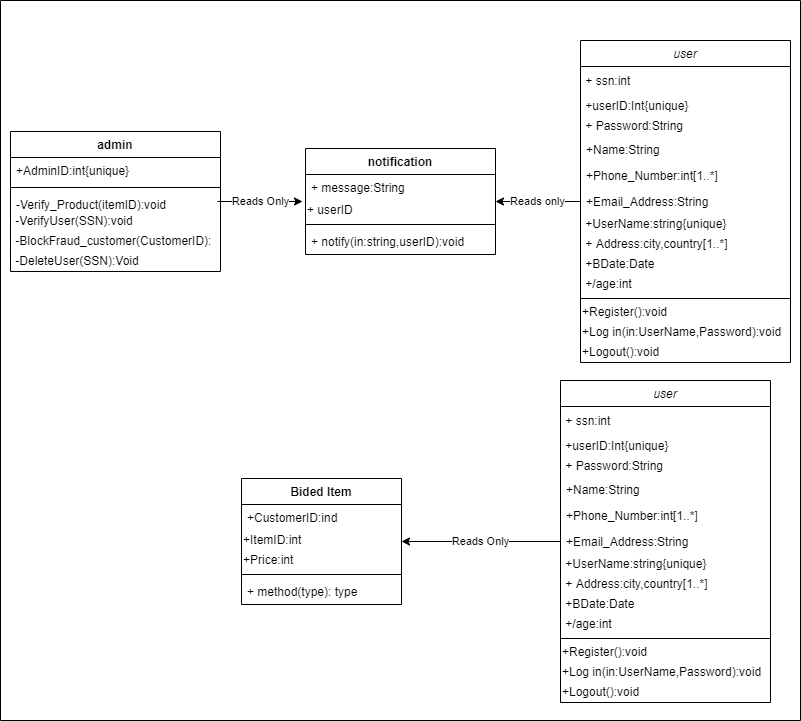 admin
+AdminID:int{unique}
-Verify_Product(itemID):void
-VerifyUser(SSN):void
-BlockFraud_customer(CustomerID):
-DeleteUser(SSN):Void
Reads Only
notification
+ message:String
+ userID
+ notify(in:string,userID):void
Reads only
user
+ ssn:int
+userID:Int{unique}
+ Password:String
+Name:String
+Phone_Number:int[1..*]
+Email_Address:String
+UserName:string{unique}
+ Address:city,country[1..*]
+BDate:Date
+/age:int
+Register():void
+Log in(in:UserName,Password):void
+Logout():void
Bided Item
+CustomerID:ind
+ItemID:int
+Price:int
+ method(type): type
Reads Only
user
+ ssn:int
+userID:Int{unique}
+ Password:String
+Name:String
+Phone_Number:int[1..*]
+Email_Address:String
+UserName:string{unique}
+ Address:city,country[1..*]
+BDate:Date
+/age:int
+Register():void
+Log in(in:UserName,Password):void
+Logout():void